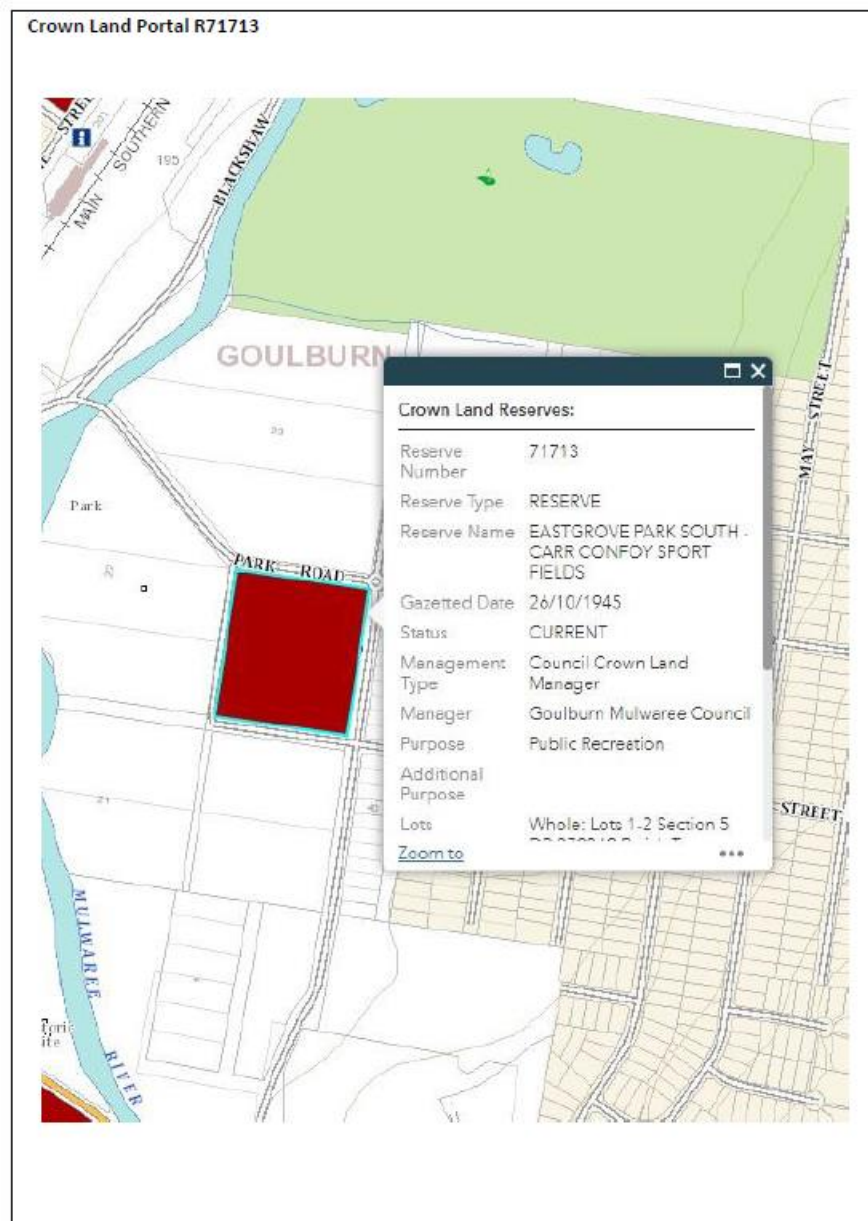 Crown Land Portal R71713
STREET
MAIN SOUTHERN
195
BLACKSHAW
GOULBURN
MAY STREET
Park
PARK ROAD
20
21
STREET
MULWAREE
RIVER
Crown Land Reserves:
Reserve Number 71713
Reserve Type RESERVE
Reserve Name EASTGROVE PARK SOUTH -
CARR CONFOY SPORT
FIELDS
Gazetted Date 26/10/1945
Status CURRENT
Management Type Council Crown Land
Manager
Manager Goulburn Mulwaree Council
Purpose Public Recreation
Additional Purpose
Lots Whole: Lots 1-2 Section 5
Zoom to